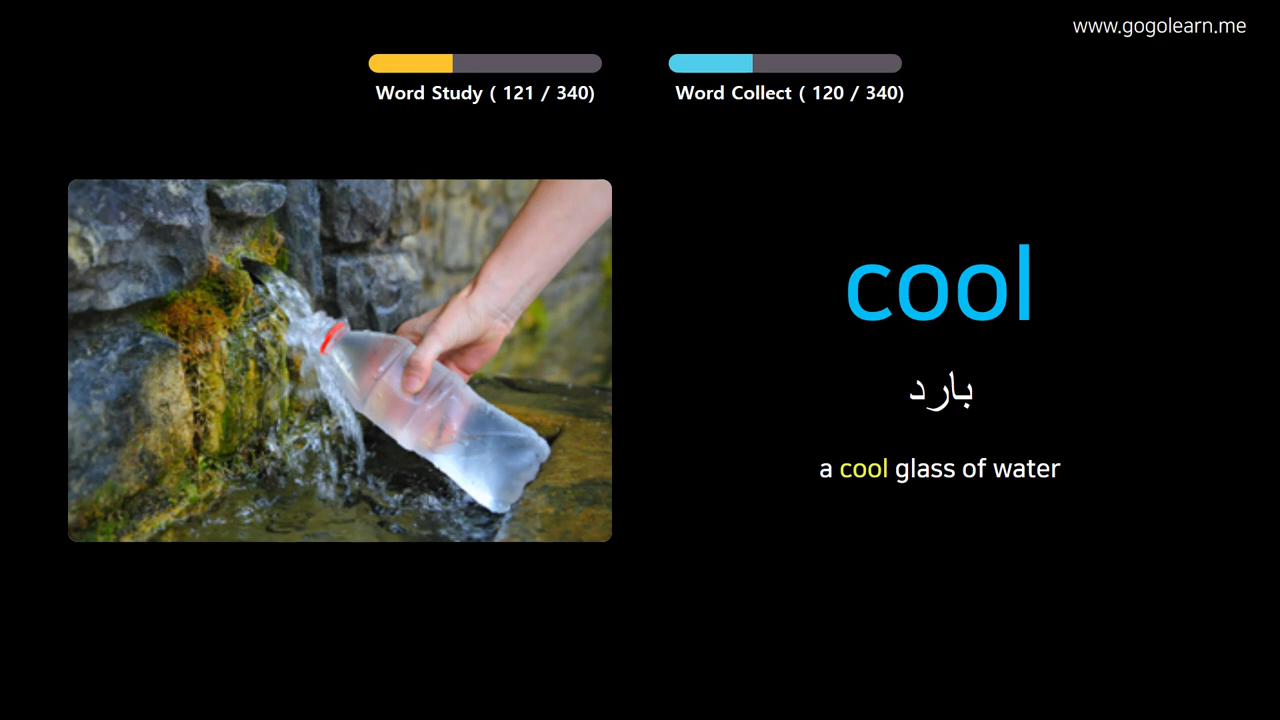 www.gogolearn.me
Word Study ( 121 / 340)
Word Collect ( 120 / 340)
cool
بارد
a cool glass of water